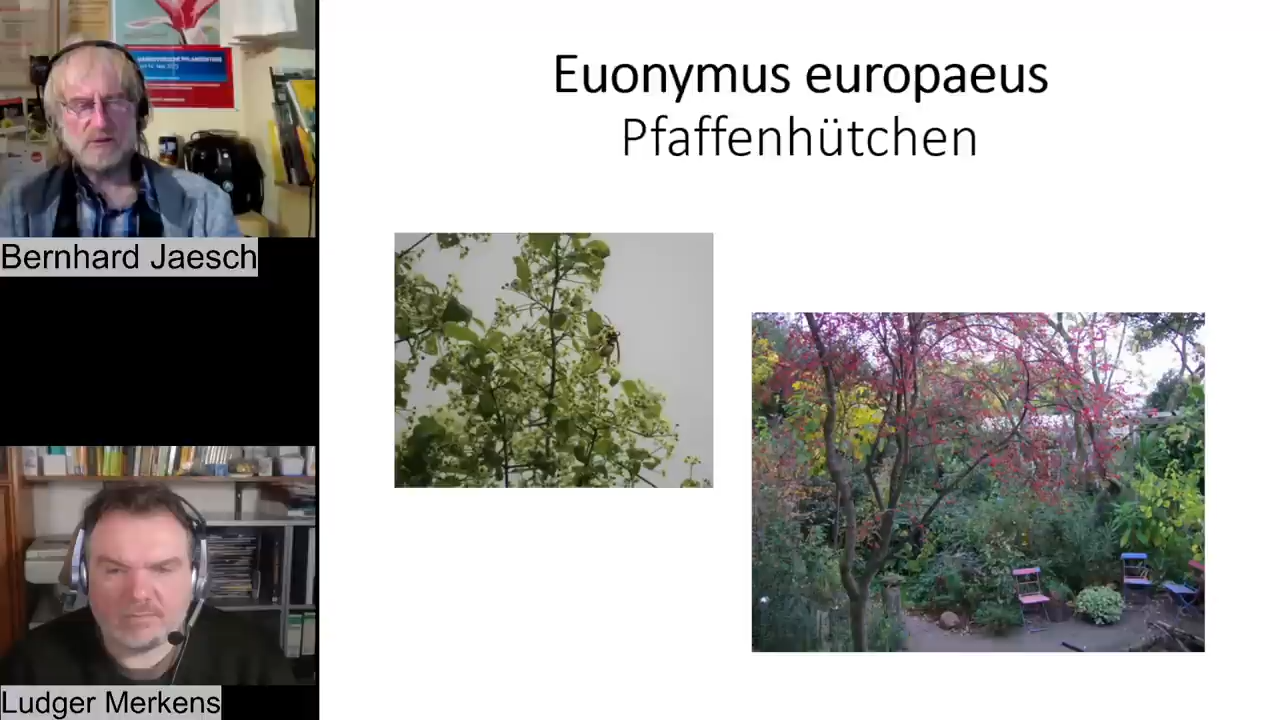 Euonymus europaeus
Pfaffenhütchen
Bernhard Jaesch
Ludger Merkens